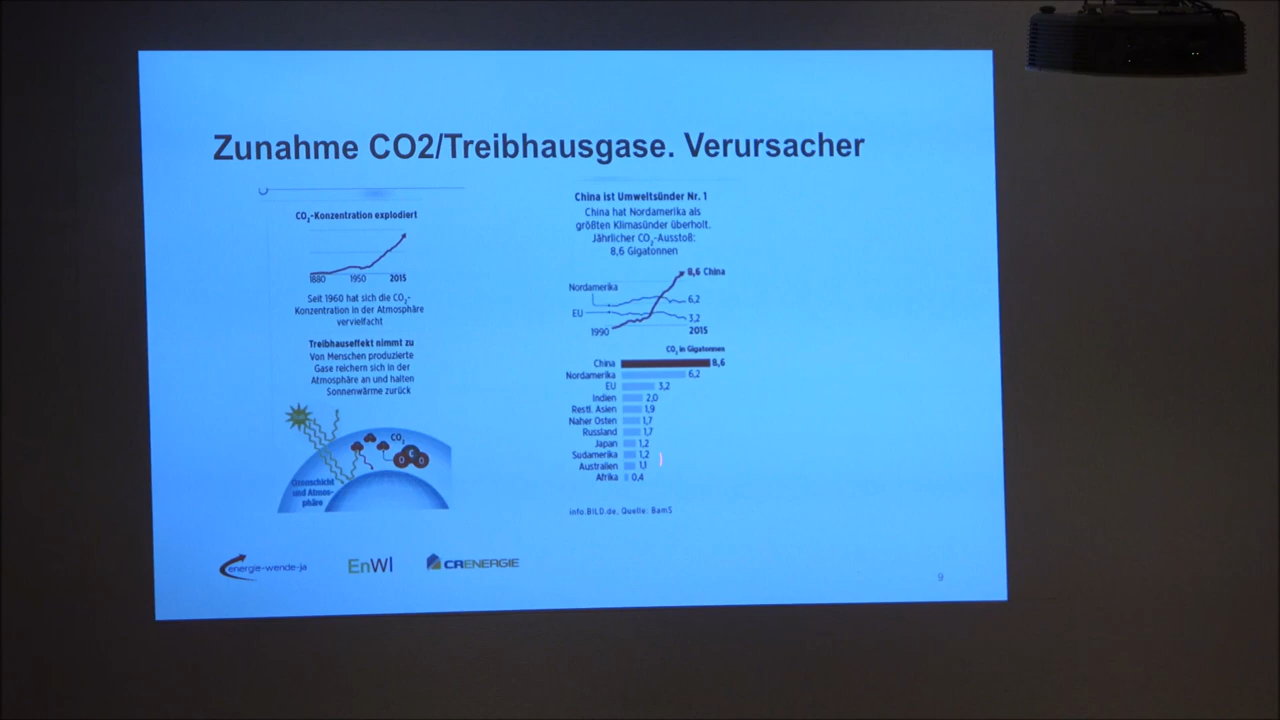 Zunahme CO2/Treibhausgase. Verursacher
CO₂-Konzentration explodiert
1880 1950 2015
Seit 1960 hat sich die CO₂-
Konzentration in der Atmosphäre
vervielfacht
Treibhauseffekt nimmt zu
Von Menschen produzierte
Gase reichern sich in der
Atmosphäre an und halten
Sonnenwärme zurück
CO₂
O C O
Ozonschicht
und Atmos-
phäre
China ist Umweltsünder Nr. 1
China hat Nordamerika als
größten Klimasünder überholt.
Jährlicher CO₂-Ausstoß:
8,6 Gigatonnen
8,6 China
Nordamerika
6,2
EU
3,2
1990 2015
CO₂ in Gigatonnen
China 8,6
Nordamerika 6,2
EU 3,2
Indien 2,0
Restl. Asien 1,9
Naher Osten 1,7
Russland 1,7
Japan 1,2
Südamerika 1,2
Australien 1,1
Afrika 0,4
info.BILD.de, Quelle: BamS
energie-wende-ja
EnWI
CRENERGIE
9